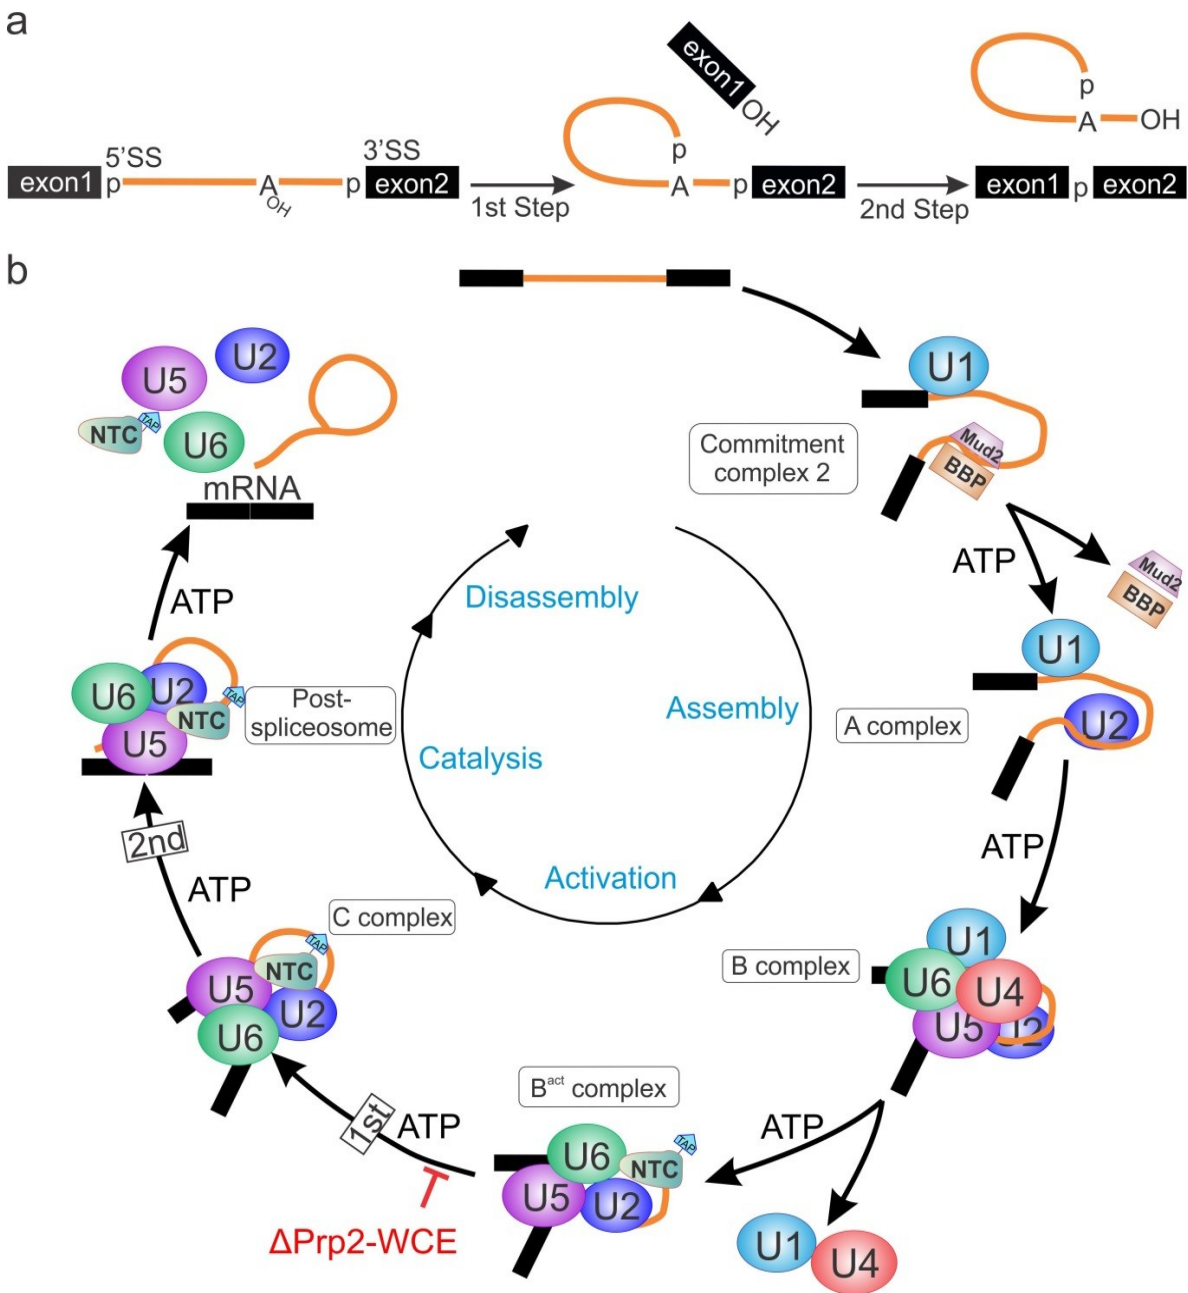 a
exon1
5'SS
p
A
OH
p
3'SS
exon2
1st Step
p
A
p
exon2
exon1
OH
2nd Step
p
A
OH
exon1
p
exon2
b
U1
Commitment
complex 2
Mud2
BBP
ATP
Mud2
BBP
U1
A complex
U2
ATP
B complex
U1
U6
U4
U5
U2
ATP
U1
U4
Bact complex
U6
NTC
TAP
U5
U2
1st
ATP
ΔPrp2-WCE
C complex
TAP
U5
NTC
U2
U6
2nd
ATP
Post-
spliceosome
U6
U2
TAP
NTC
U5
ATP
U5
U2
NTC
TAP
U6
mRNA
Disassembly
Assembly
Catalysis
Activation